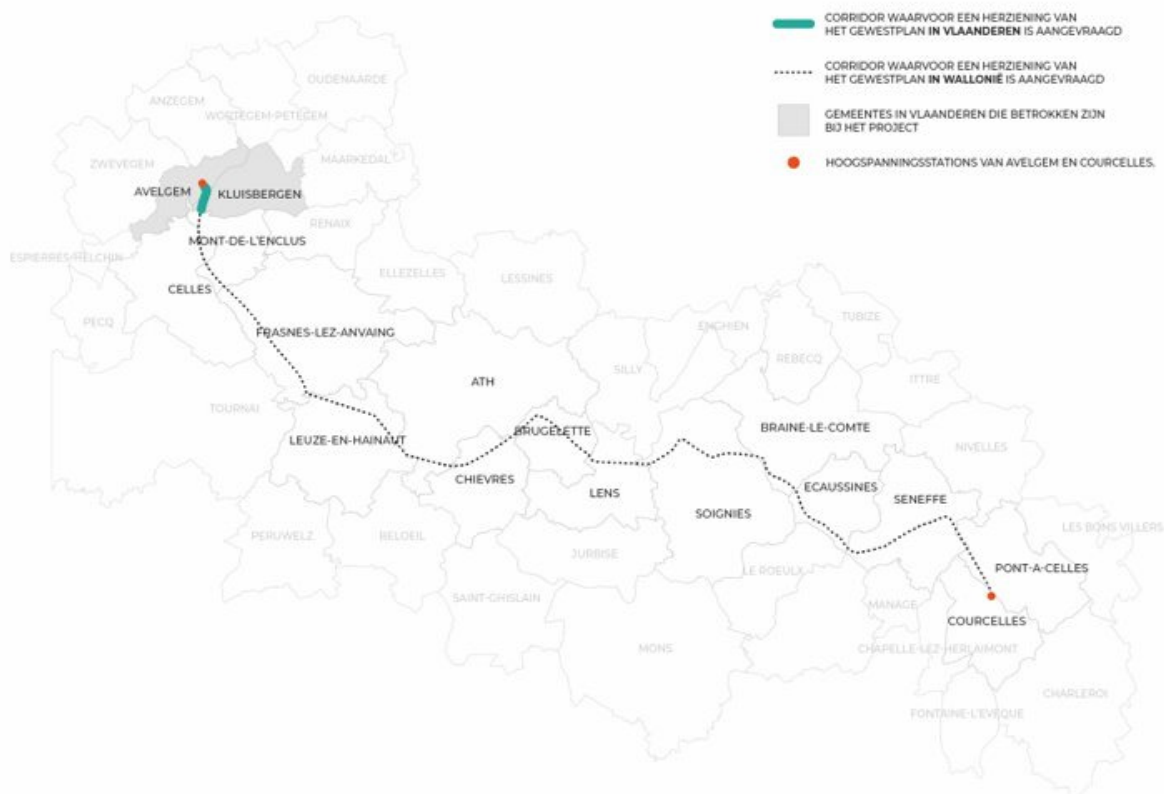 CORRIDOR WAARVOOR EEN HERZIENING VAN
HET GEWESTPLAN IN VLAANDEREN IS AANGEVRAAGD
CORRIDOR WAARVOOR EEN HERZIENING VAN
HET GEWESTPLAN IN WALLONIË IS AANGEVRAAGD
GEMEENTES IN VLAANDEREN DIE BETROKKEN ZIJN
BIJ HET PROJECT
HOOGSPANNINGSSTATIONS VAN AVELGEM EN COURCELLES.
OUDENAARDE
ANZEGEM
WORTEGEM-PETEGEM
ZWEVEGEM
MAARKEDAL
AVELGEM
KLUISBERGEN
RENAIX
MONT-DE-L'ENCLUS
ESPIERRES-HELCHIN
ELLEZELLES
LESSINES
CELLES
PECQ
FRASNES-LEZ-ANVAING
ENGHIEN
TUBIZE
REBECQ
SILLY
ITTRE
ATH
TOURNAI
LEUZE-EN-HAINAUT
BRUGELETTE
BRAINE-LE-COMTE
NIVELLES
CHIÈVRES
LENS
ECAUSSINES
SENEFFE
SOIGNIES
LES BONS VILLERS
PERUWELZ
BELOEIL
JURBISE
LE ROEULX
PONT-A-CELLES
SAINT-GHISLAIN
MANAGE
COURCELLES
MONS
CHAPELLE-LEZ-HERLAIMONT
CHARLEROI
FONTAINE-L'EVEQUE